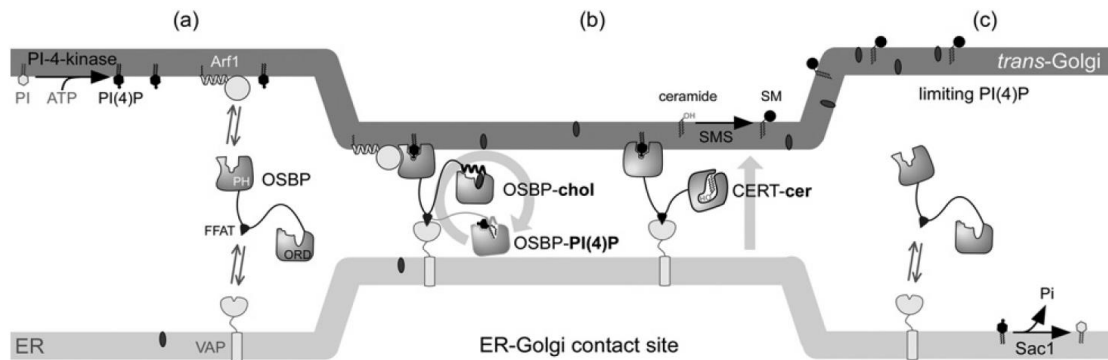 (a)
(b)
(c)
PI-4-kinase
Arf1
trans-Golgi
PI
ATP
PI(4)P
ceramide
OH
SMS
SM
limiting PI(4)P
PH
OSBP
FFAT
ORD
OSBP-chol
OSBP-PI(4)P
HO
CERT-cer
ER
VAP
ER-Golgi contact site
Pi
Sac1